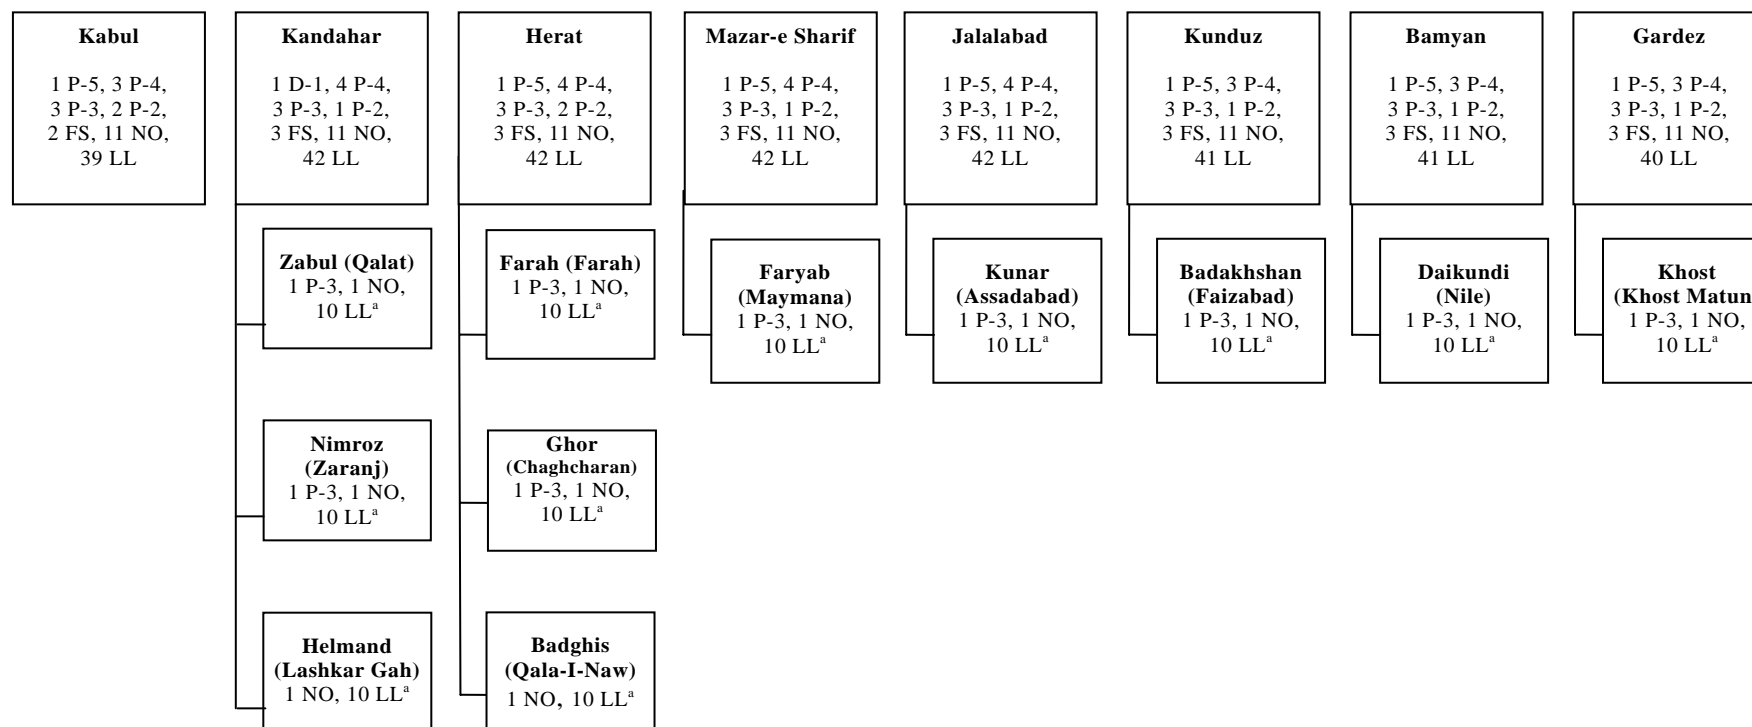 Kabul
1 P-5, 3 P-4,
3 P-3, 2 P-2,
2 FS, 11 NO,
39 LL
Kandahar
1 D-1, 4 P-4,
3 P-3, 1 P-2,
3 FS, 11 NO,
42 LL
Herat
1 P-5, 4 P-4,
3 P-3, 2 P-2,
3 FS, 11 NO,
42 LL
Mazar-e Sharif
1 P-5, 4 P-4,
3 P-3, 1 P-2,
3 FS, 11 NO,
42 LL
Jalalabad
1 P-5, 4 P-4,
3 P-3, 1 P-2,
3 FS, 11 NO,
42 LL
Kunduz
1 P-5, 3 P-4,
3 P-3, 1 P-2,
3 FS, 11 NO,
41 LL
Bamyan
1 P-5, 3 P-4,
3 P-3, 1 P-2,
3 FS, 11 NO,
41 LL
Gardez
1 P-5, 3 P-4,
3 P-3, 1 P-2,
3 FS, 11 NO,
40 LL
Zabul (Qalat)
1 P-3, 1 NO,
10 LLᵃ
Farah (Farah)
1 P-3, 1 NO,
10 LLᵃ
Faryab
(Maymana)
1 P-3, 1 NO,
10 LLᵃ
Kunar
(Assadabad)
1 P-3, 1 NO,
10 LLᵃ
Badakhshan
(Faizabad)
1 P-3, 1 NO,
10 LLᵃ
Daikundi
(Nile)
1 P-3, 1 NO,
10 LLᵃ
Khost
(Khost Matun
1 P-3, 1 NO,
10 LLᵃ
Nimroz
(Zaranj)
1 P-3, 1 NO,
10 LLᵃ
Ghor
(Chaghcharan)
1 P-3, 1 NO,
10 LLᵃ
Helmand
(Lashkar Gah)
1 NO, 10 LLᵃ
Badghis
(Qala-I-Naw)
1 NO, 10 LLᵃ